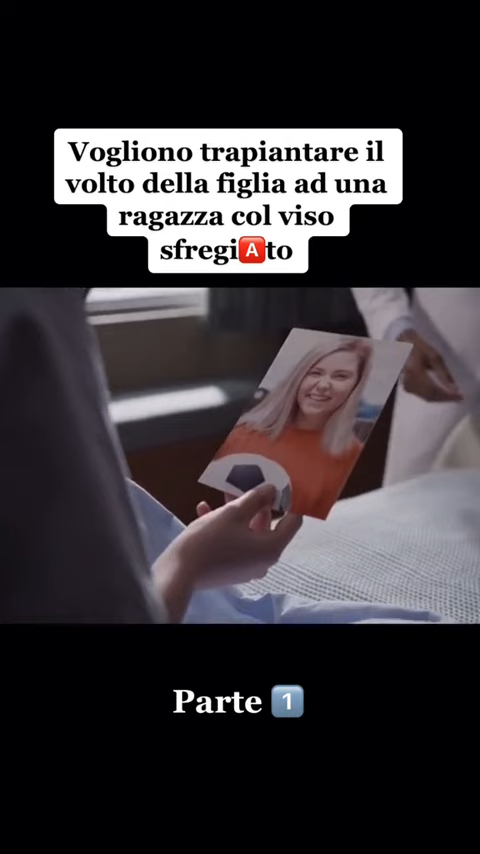 Vogliono trapiantare il
volto della figlia ad una
ragazza col viso
sfregi🅰️to
Parte 1️⃣